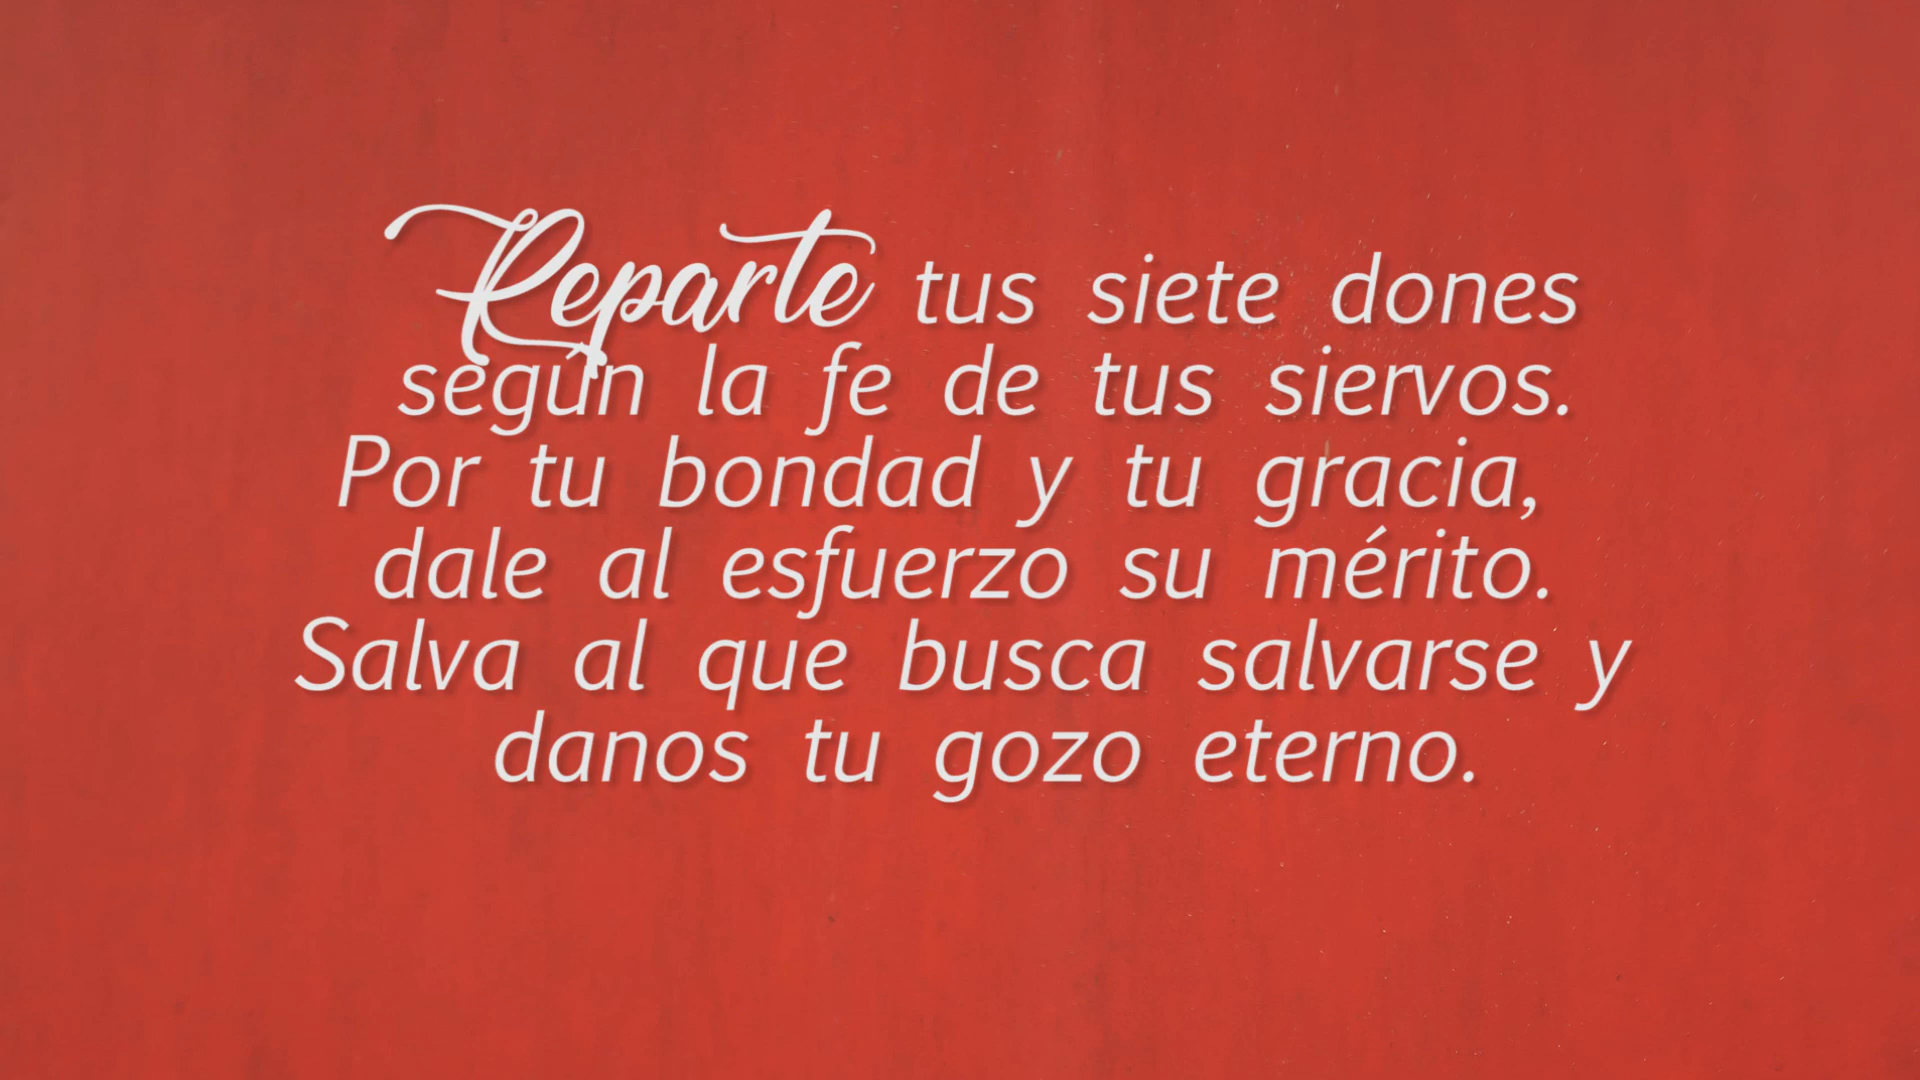 Reparte tus siete dones
según la fe de tus siervos.
Por tu bondad y tu gracia,
dale al esfuerzo su mérito.
Salva al que busca salvarse y
danos tu gozo eterno.